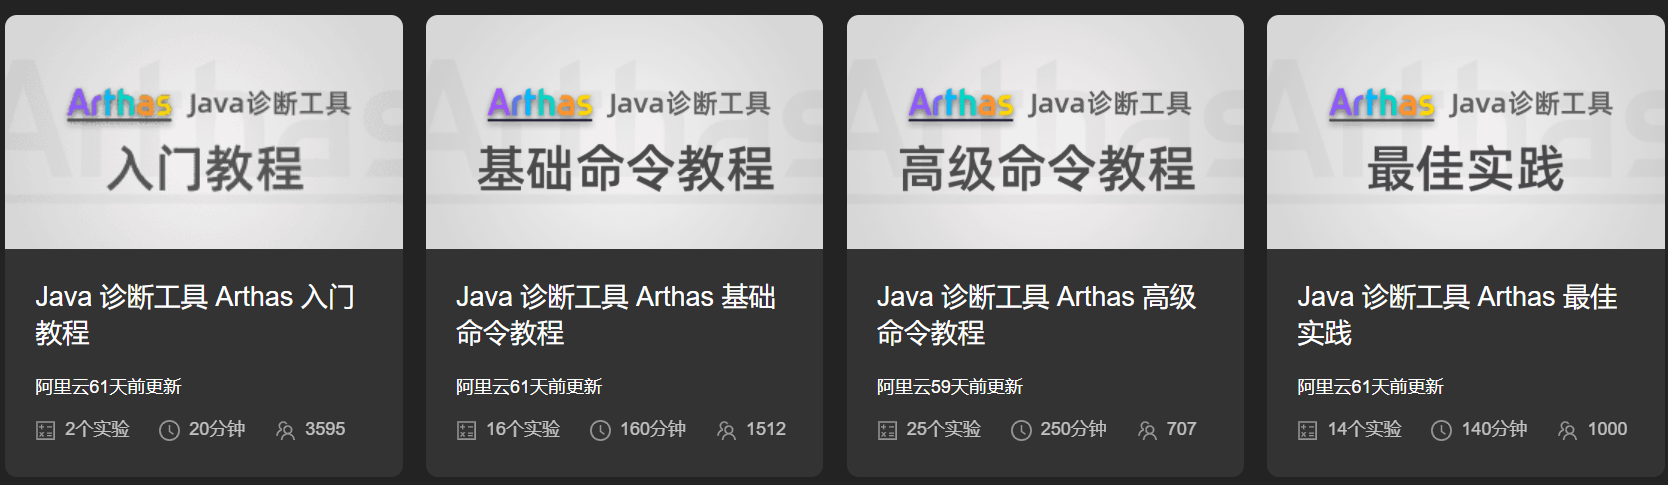 Arthas Java诊断工具
入门教程
Java 诊断工具 Arthas 入门
教程
阿里云61天前更新
2个实验 20分钟 3595
Arthas Java诊断工具
基础命令教程
Java 诊断工具 Arthas 基础
命令教程
阿里云61天前更新
16个实验 160分钟 1512
Arthas Java诊断工具
高级命令教程
Java 诊断工具 Arthas 高级
命令教程
阿里云59天前更新
25个实验 250分钟 707
Arthas Java诊断工具
最佳实践
Java 诊断工具 Arthas 最佳
实践
阿里云61天前更新
14个实验 140分钟 1000